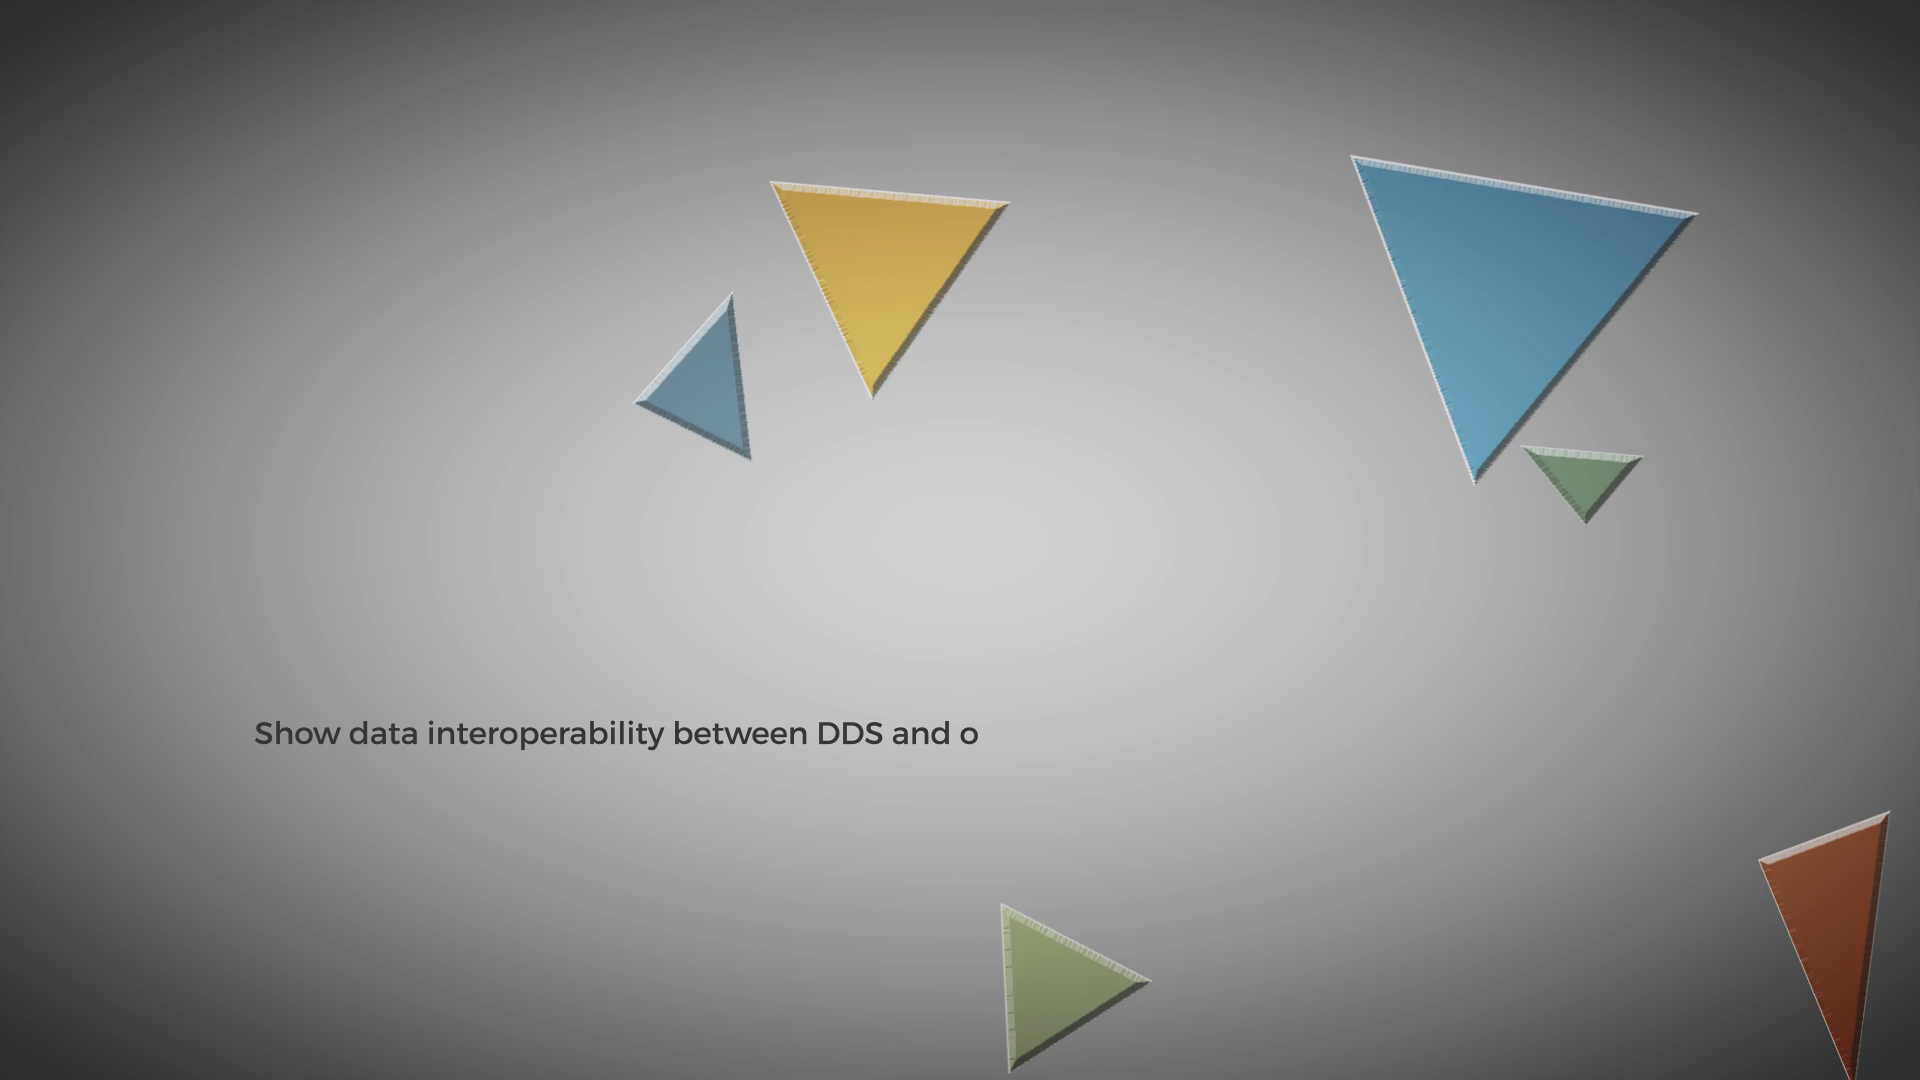 Show data interoperability between DDS and o